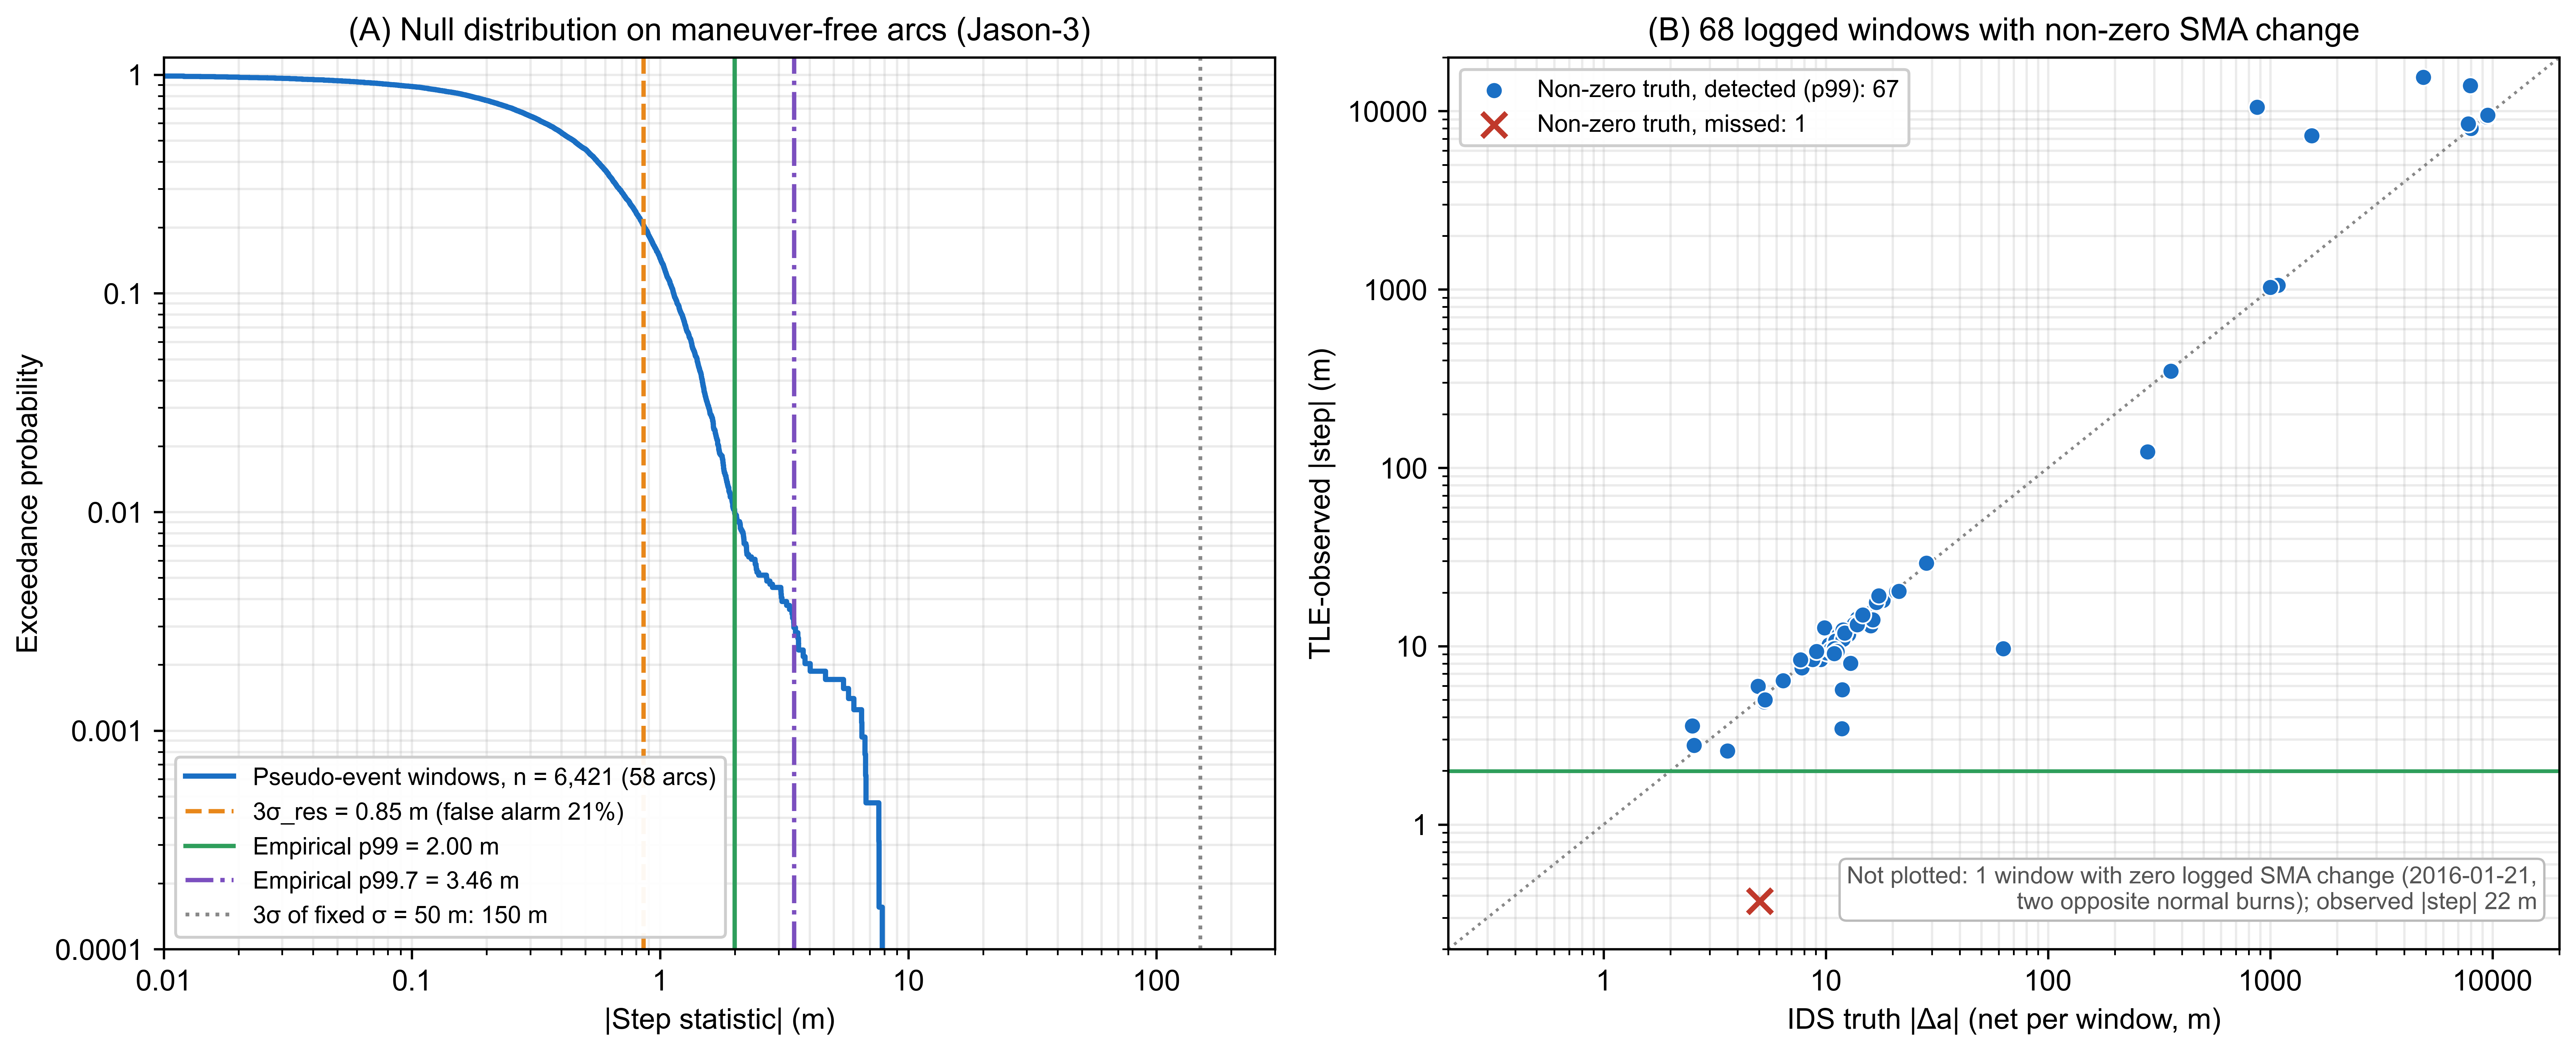 (A) Null distribution on maneuver-free arcs (Jason-3)
Exceedance probability
1
0.1
0.01
0.001
0.0001
Pseudo-event windows, n = 6,421 (58 arcs)
3σ_res = 0.85 m (false alarm 21%)
Empirical p99 = 2.00 m
Empirical p99.7 = 3.46 m
3σ of fixed σ = 50 m: 150 m
0.01
0.1
1
10
100
|Step statistic| (m)
(B) 68 logged windows with non-zero SMA change
TLE-observed |step| (m)
10000
1000
100
10
1
Non-zero truth, detected (p99): 67
Non-zero truth, missed: 1
Not plotted: 1 window with zero logged SMA change (2016-01-21,
two opposite normal burns); observed |step| 22 m
1
10
100
1000
10000
IDS truth |Δa| (net per window, m)